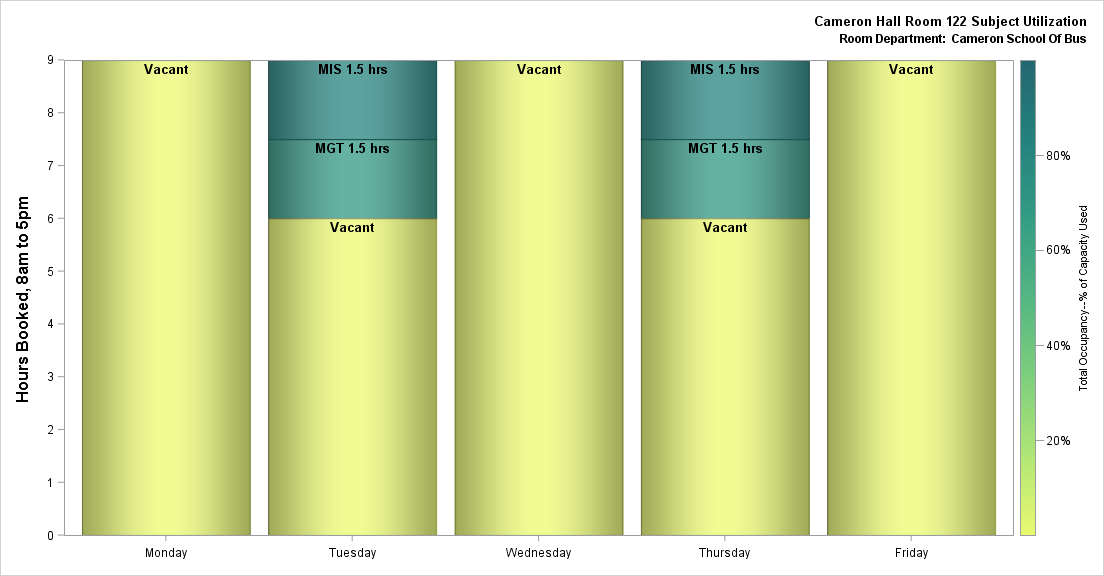 Cameron Hall Room 122 Subject Utilization
Room Department: Cameron School Of Bus
Hours Booked, 8am to 5pm
9
8
7
6
5
4
3
2
1
0
Vacant
MIS 1.5 hrs
MGT 1.5 hrs
Vacant
Vacant
MIS 1.5 hrs
MGT 1.5 hrs
Vacant
Vacant
Monday
Tuesday
Wednesday
Thursday
Friday
80%
60%
40%
20%
Total Occupancy--% of Capacity Used